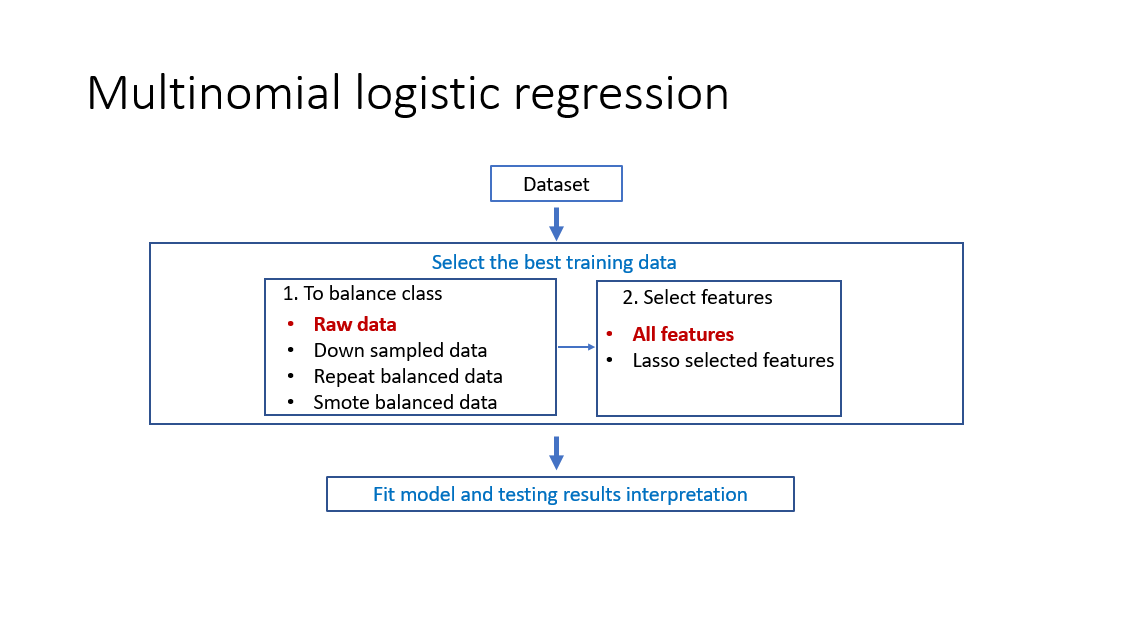 Multinomial logistic regression
Dataset
Select the best training data
1. To balance class
• Raw data
• Down sampled data
• Repeat balanced data
• Smote balanced data
2. Select features
• All features
• Lasso selected features
Fit model and testing results interpretation